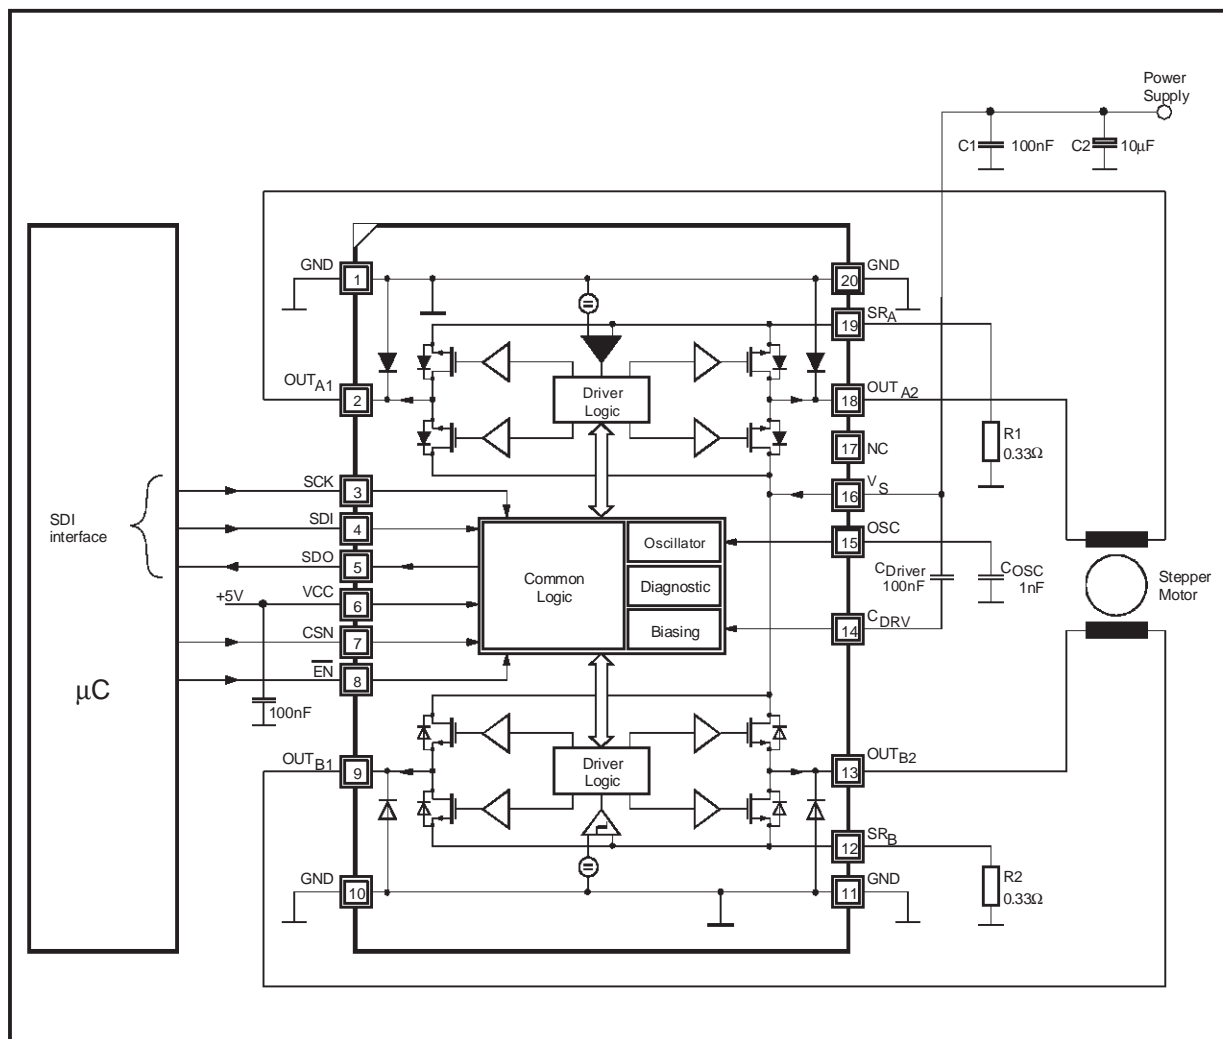 Power
Supply
C1
100nF
C2
10µF
GND
1
20
GND
19
SRA
OUTA1
2
Driver
Logic
18
OUTA2
17
NC
R1
0.33Ω
16
VS
SDI
interface
SCK
3
SDI
4
SDO
5
+5V
VCC
6
CSN
7
EN
8
100nF
µC
Common
Logic
Oscillator
Diagnostic
Biasing
15
OSC
CDriver
100nF
COSC
1nF
14
CDRV
Stepper
Motor
OUTB1
9
Driver
Logic
13
OUTB2
12
SRB
GND
10
11
GND
R2
0.33Ω